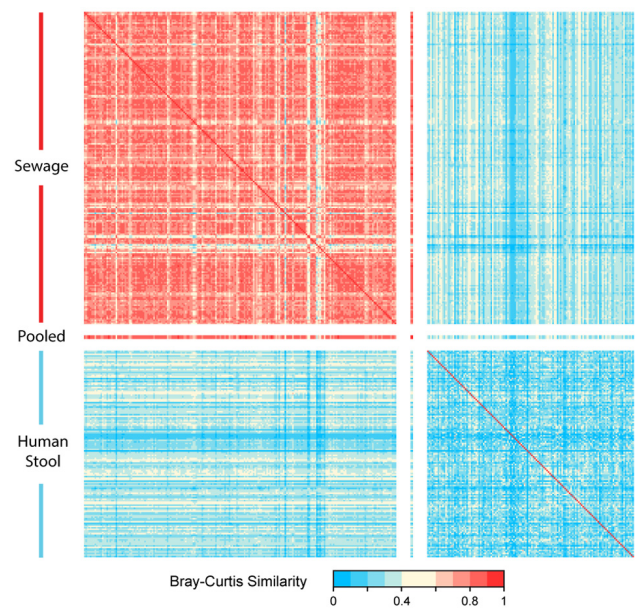 Sewage
Pooled
Human
Stool
Bray-Curtis Similarity
0 0.4 0.8 1